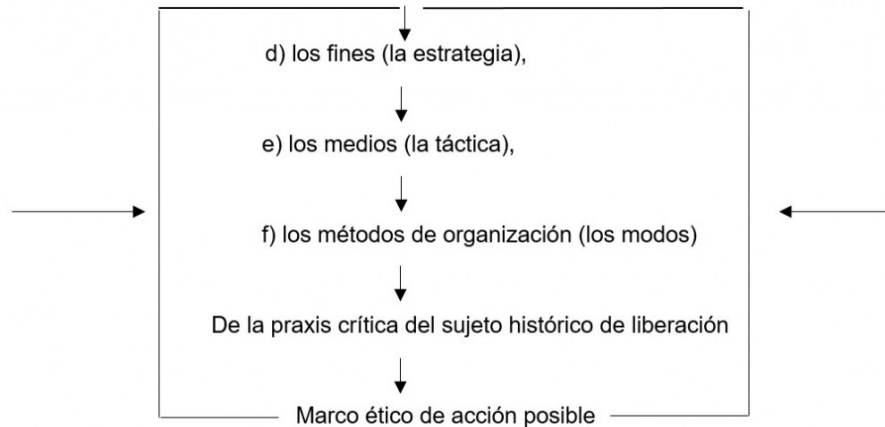 d) los fines (la estrategia),
e) los medios (la táctica),
f) los métodos de organización (los modos)
De la praxis crítica del sujeto histórico de liberación
Marco ético de acción posible